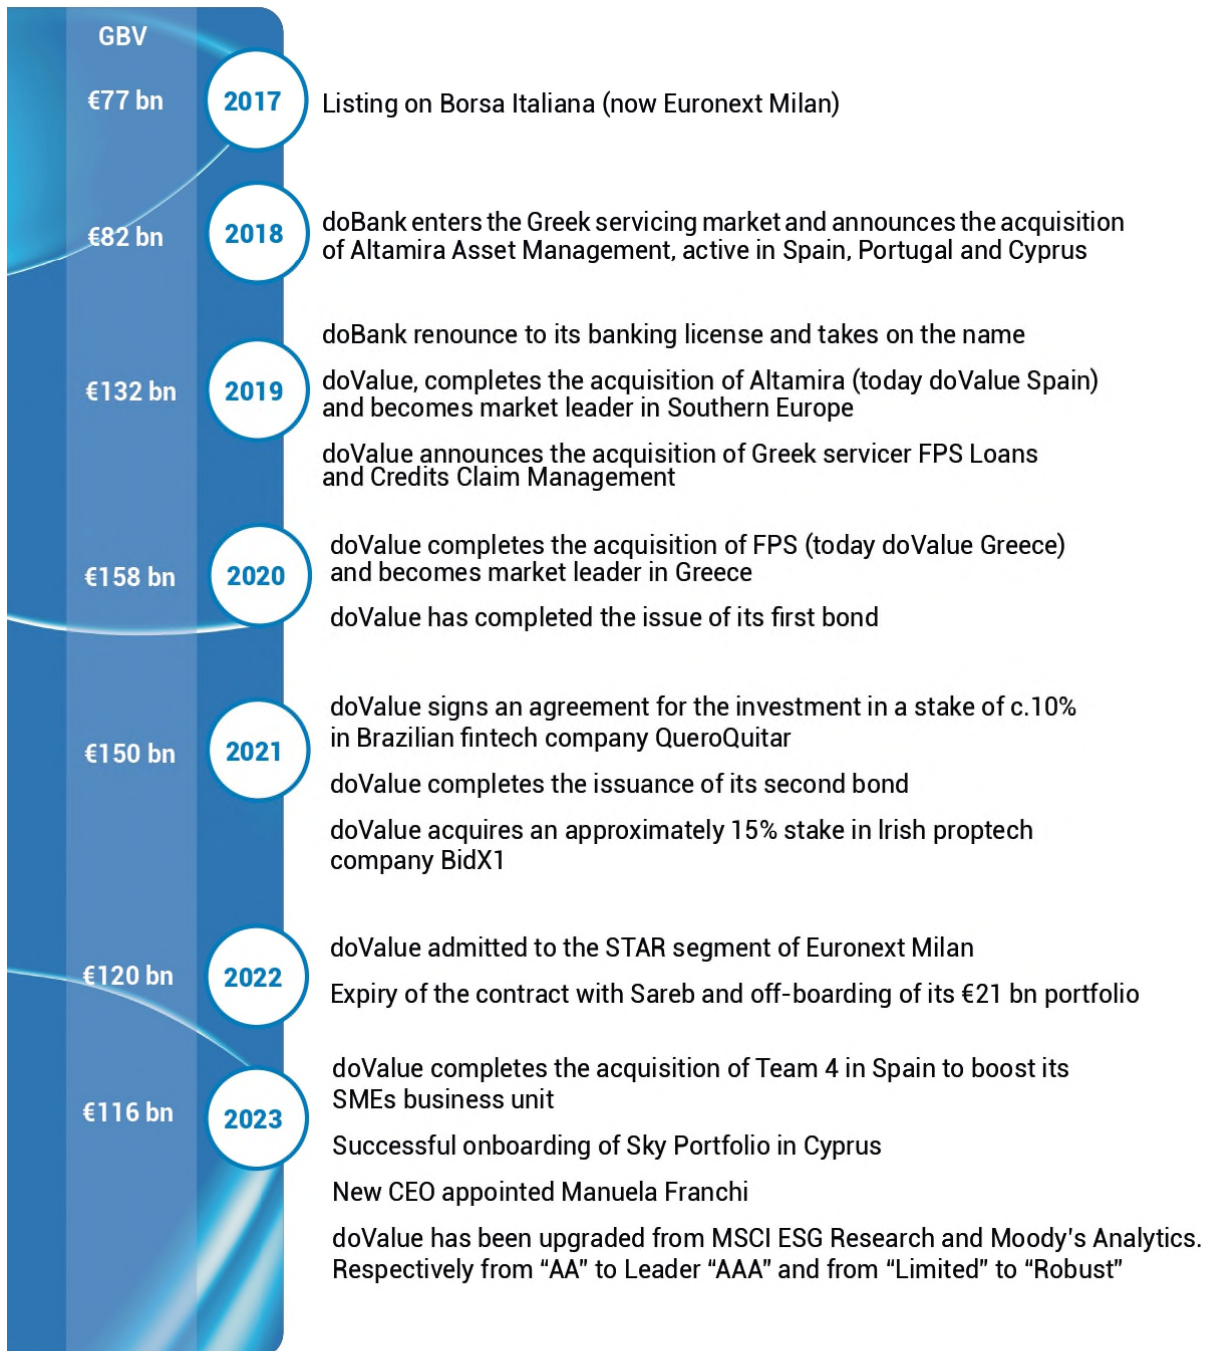 GBV
€77 bn
2017
Listing on Borsa Italiana (now Euronext Milan)
€82 bn
2018
doBank enters the Greek servicing market and announces the acquisition
of Altamira Asset Management, active in Spain, Portugal and Cyprus
€132 bn
2019
doBank renounce to its banking license and takes on the name
doValue, completes the acquisition of Altamira (today doValue Spain)
and becomes market leader in Southern Europe
doValue announces the acquisition of Greek servicer FPS Loans
and Credits Claim Management
€158 bn
2020
doValue completes the acquisition of FPS (today doValue Greece)
and becomes market leader in Greece
doValue has completed the issue of its first bond
€150 bn
2021
doValue signs an agreement for the investment in a stake of c.10%
in Brazilian fintech company QueroQuitar
doValue completes the issuance of its second bond
doValue acquires an approximately 15% stake in Irish proptech
company BidX1
€120 bn
2022
doValue admitted to the STAR segment of Euronext Milan
Expiry of the contract with Sareb and off-boarding of its €21 bn portfolio
€116 bn
2023
doValue completes the acquisition of Team 4 in Spain to boost its
SMEs business unit
Successful onboarding of Sky Portfolio in Cyprus
New CEO appointed Manuela Franchi
doValue has been upgraded from MSCI ESG Research and Moody's Analytics.
Respectively from “AA” to Leader “AAA” and from “Limited” to “Robust”